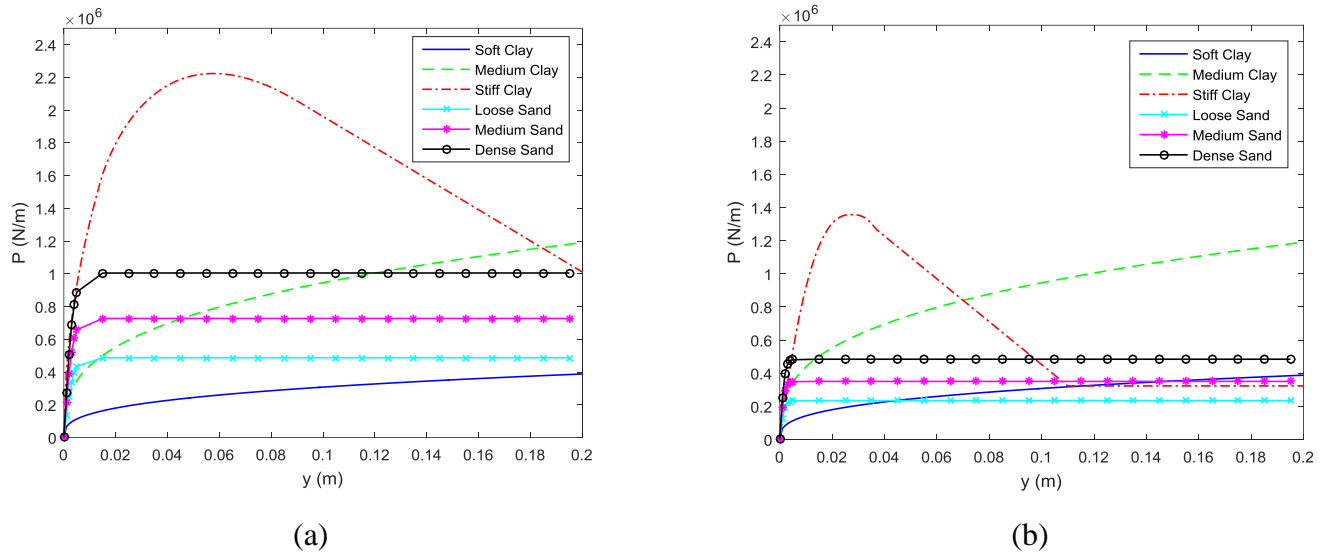 ×10⁶
2.4
2.2
2
1.8
1.6
1.4
1.2
1
0.8
0.6
0.4
0.2
0
P (N/m)
0 0.02 0.04 0.06 0.08 0.1 0.12 0.14 0.16 0.18 0.2
y (m)
Soft Clay
Medium Clay
Stiff Clay
Loose Sand
Medium Sand
Dense Sand
(a)
×10⁶
2.4
2.2
2
1.8
1.6
1.4
1.2
1
0.8
0.6
0.4
0.2
0
P (N/m)
0 0.02 0.04 0.06 0.08 0.1 0.12 0.14 0.16 0.18 0.2
y (m)
Soft Clay
Medium Clay
Stiff Clay
Loose Sand
Medium Sand
Dense Sand
(b)